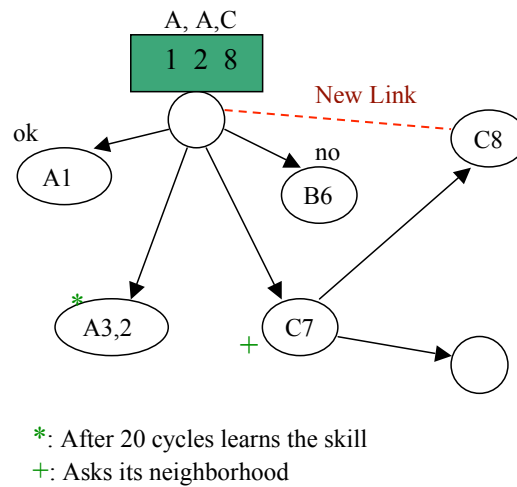 A, A,C
1 2 8
New Link
ok
C8
no
A1
B6
*
A3,2
C7
+
*: After 20 cycles learns the skill
+: Asks its neighborhood